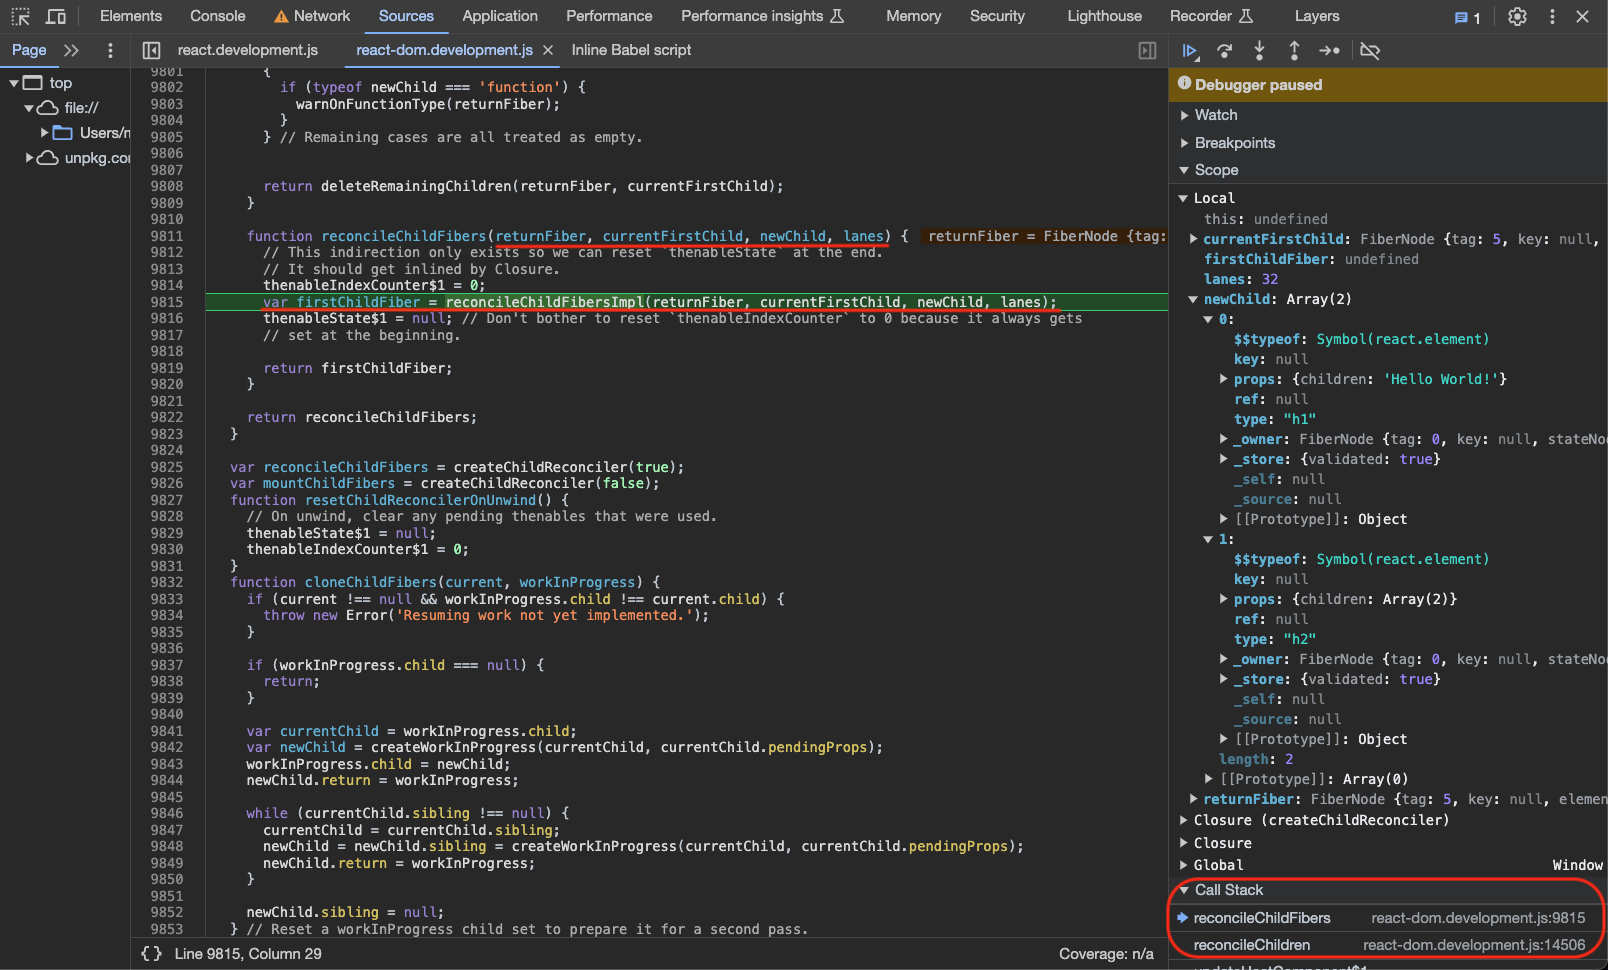 Elements Console Network Sources Application Performance Performance insights Memory Security Lighthouse Recorder Layers 1
Page react.development.js react-dom.development.js Inline Babel script
top
file://
Users/
unpkg.co
9801 {
9802 if (typeof newChild === 'function') {
9803 warnOnFunctionType(returnFiber);
9804 }
9805 } // Remaining cases are all treated as empty.
9806
9807
9808 return deleteRemainingChildren(returnFiber, currentFirstChild);
9809 }
9810
9811 function reconcileChildFibers(returnFiber, currentFirstChild, newChild, lanes) { returnFiber = FiberNode {tag:
9812 // This indirection only exists so we can reset `thenableState` at the end.
9813 // It should get inlined by Closure.
9814 thenableIndexCounter$1 = 0;
9815 var firstChildFiber = reconcileChildFibersImpl(returnFiber, currentFirstChild, newChild, lanes);
9816 thenableState$1 = null; // Don't bother to reset `thenableIndexCounter` to 0 because it always gets
9817 // set at the beginning.
9818
9819 return firstChildFiber;
9820 }
9821
9822 return reconcileChildFibers;
9823 }
9824
9825 var reconcileChildFibers = createChildReconciler(true);
9826 var mountChildFibers = createChildReconciler(false);
9827 function resetChildReconcilerOnUnwind() {
9828 // On unwind, clear any pending thenables that were used.
9829 thenableState$1 = null;
9830 thenableIndexCounter$1 = 0;
9831 }
9832 function cloneChildFibers(current, workInProgress) {
9833 if (current !== null && workInProgress.child !== current.child) {
9834 throw new Error('Resuming work not yet implemented.');
9835 }
9836
9837 if (workInProgress.child === null) {
9838 return;
9839 }
9840
9841 var currentChild = workInProgress.child;
9842 var newChild = createWorkInProgress(currentChild, currentChild.pendingProps);
9843 workInProgress.child = newChild;
9844 newChild.return = workInProgress;
9845
9846 while (currentChild.sibling !== null) {
9847 currentChild = currentChild.sibling;
9848 newChild = newChild.sibling = createWorkInProgress(currentChild, currentChild.pendingProps);
9849 newChild.return = workInProgress;
9850 }
9851
9852 newChild.sibling = null;
9853 } // Reset a workInProgress child set to prepare it for a second pass.
{} Line 9815, Column 29 Coverage: n/a
Debugger paused
Watch
Breakpoints
Scope
Local
this: undefined
currentFirstChild: FiberNode {tag: 5, key: null,
firstChildFiber: undefined
lanes: 32
newChild: Array(2)
0:
$$typeof: Symbol(react.element)
key: null
props: {children: 'Hello World!'}
ref: null
type: "h1"
_owner: FiberNode {tag: 0, key: null, stateNo
_store: {validated: true}
_self: null
_source: null
[[Prototype]]: Object
1:
$$typeof: Symbol(react.element)
key: null
props: {children: Array(2)}
ref: null
type: "h2"
_owner: FiberNode {tag: 0, key: null, stateNo
_store: {validated: true}
_self: null
_source: null
[[Prototype]]: Object
length: 2
[[Prototype]]: Array(0)
returnFiber: FiberNode {tag: 5, key: null, elemen
Closure (createChildReconciler)
Closure
Global Window
Call Stack
reconcileChildFibers react-dom.development.js:9815
reconcileChildren react-dom.development.js:14506